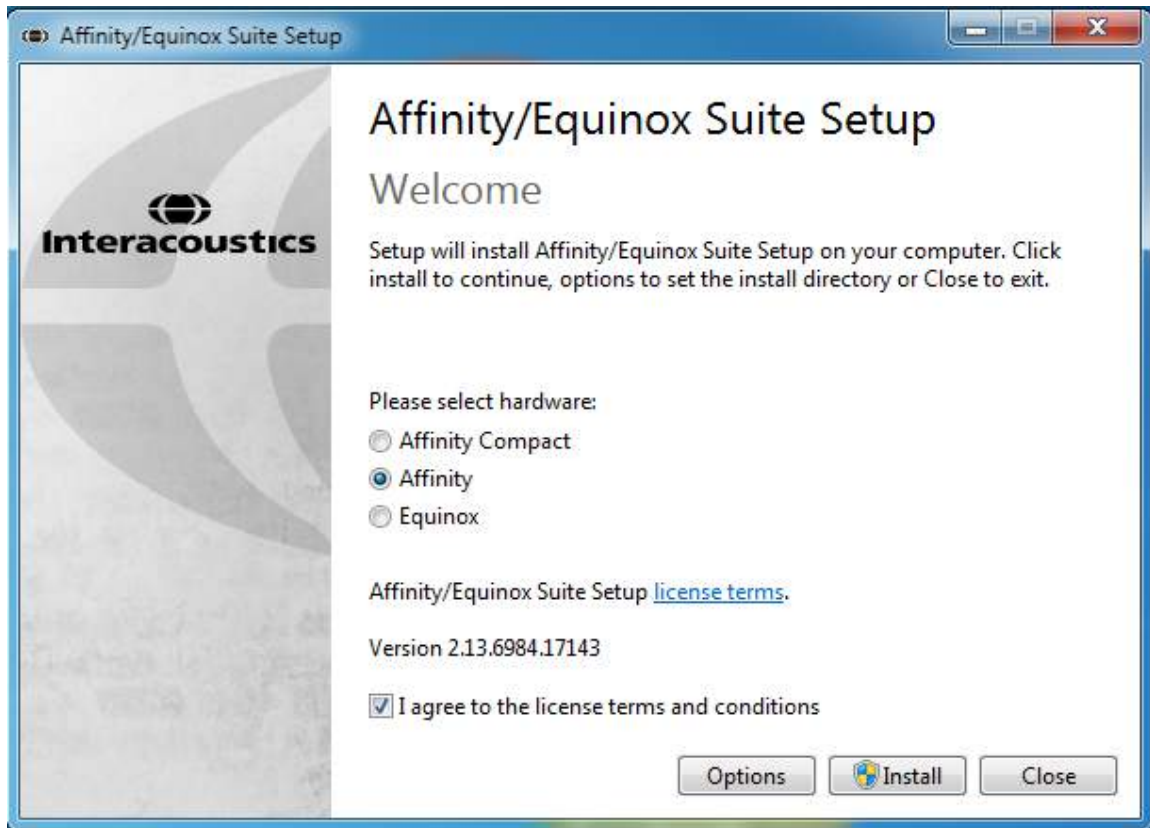 Affinity/Equinox Suite Setup
Affinity/Equinox Suite Setup
Welcome
Interacoustics
Setup will install Affinity/Equinox Suite Setup on your computer. Click
install to continue, options to set the install directory or Close to exit.
Please select hardware:
Affinity Compact
Affinity
Equinox
Affinity/Equinox Suite Setup license terms.
Version 2.13.6984.17143
I agree to the license terms and conditions
Options
Install
Close